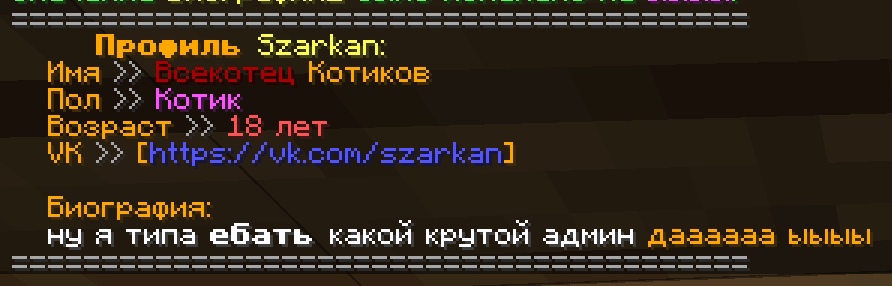 ===========================================
Профиль Szarkan:
Имя >> Всекотец Котиков
Пол >> Котик
Возраст >> 18 лет
VK >> [https://vk.com/szarkan]
Биография:
ну я типа ебать какой крутой админ даааааа ыыыы
===========================================